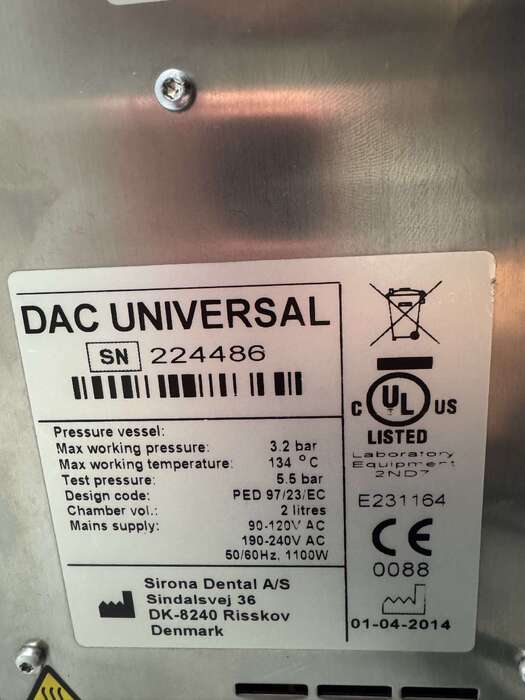 DAC UNIVERSAL
SN 224486
Pressure vessel:
Max working pressure: 3.2 bar
Max working temperature: 134 °C
Test pressure: 5.5 bar
Design code: PED 97/23/EC
Chamber vol.: 2 litres
Mains supply: 90-120V AC
190-240V AC
50/60Hz, 1100W
Sirona Dental A/S
Sindalsvej 36
DK-8240 Risskov
Denmark
C UL US
LISTED
Laboratory
Equipment
2ND7
E231164
CE
0088
01-04-2014